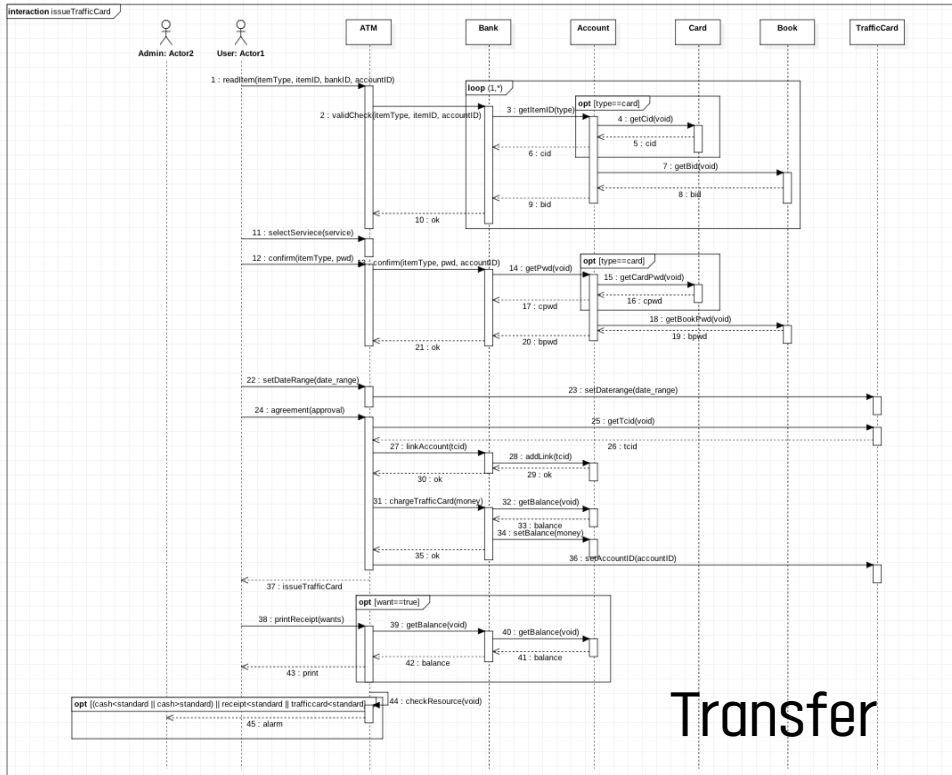 interaction issueTrafficCard
Admin: Actor2
User: Actor1
ATM
Bank
Account
Card
Book
TrafficCard
1 : readItem(itemType, itemID, bankID, accountID)
loop (1,*)
opt [type==card]
2 : validCheck(itemType, itemID, accountID)
3 : getItemID(type)
4 : getCid(void)
5 : cid
6 : cid
7 : getBid(void)
8 : bid
9 : bid
10 : ok
11 : selectServiece(service)
12 : confirm(itemType, pwd)
confirm(itemType, pwd, accountID)
opt [type==card]
14 : getPwd(void)
15 : getCardPwd(void)
16 : cpwd
17 : cpwd
18 : getBookPwd(void)
19 : bpwd
20 : bpwd
21 : ok
22 : setDateRange(date_range)
23 : setDaterange(date_range)
24 : agreement(approval)
25 : getTcid(void)
26 : tcid
27 : linkAccount(tcid)
28 : addLink(tcid)
29 : ok
30 : ok
31 : chargeTrafficCard(money)
32 : getBalance(void)
33 : balance
34 : setBalance(money)
35 : ok
36 : setAccountID(accountID)
37 : issueTrafficCard
opt [want==true]
38 : printReceipt(wants)
39 : getBalance(void)
40 : getBalance(void)
41 : balance
42 : balance
43 : print
44 : checkResource(void)
opt [(cash<standard || cash>standard) || receipt<standard || trafficcard<standard]
45 : alarm
Transfer